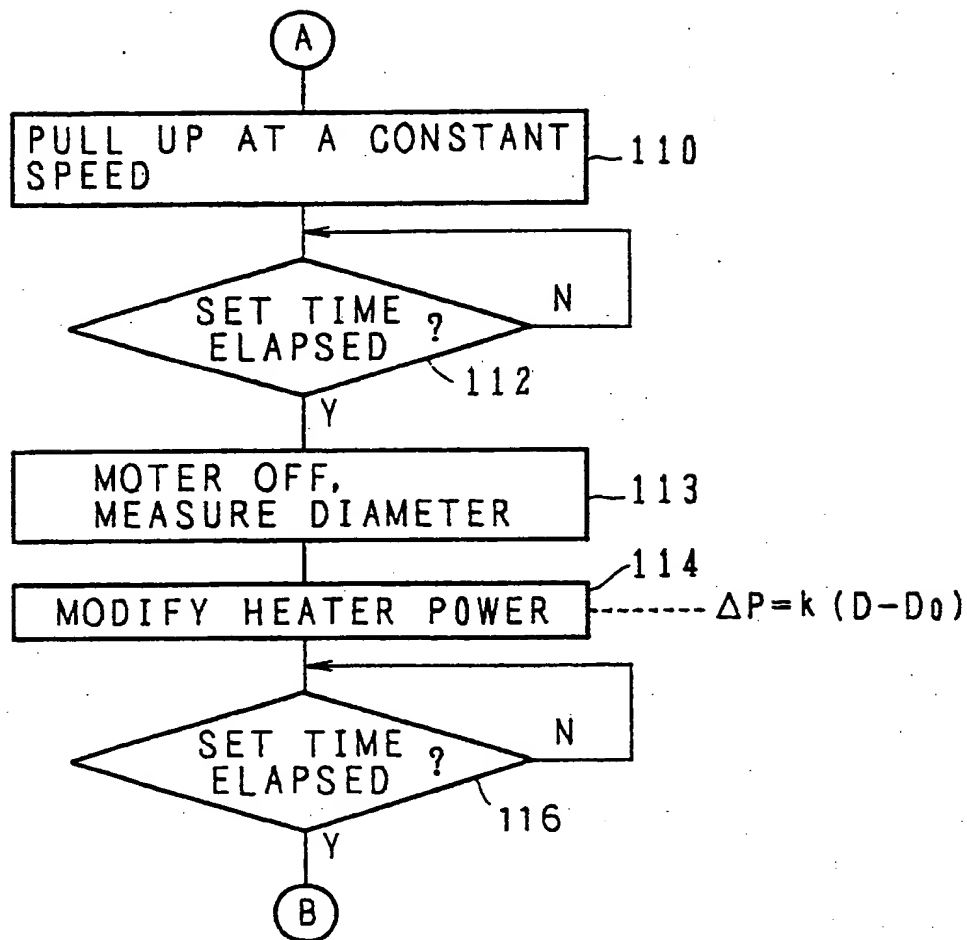 A
PULL UP AT A CONSTANT
SPEED
110
SET TIME
ELAPSED ?
N
112
Y
MOTER OFF,
MEASURE DIAMETER
113
114
MODIFY HEATER POWER
ΔP=k (D-D0)
SET TIME
ELAPSED ?
N
116
Y
B